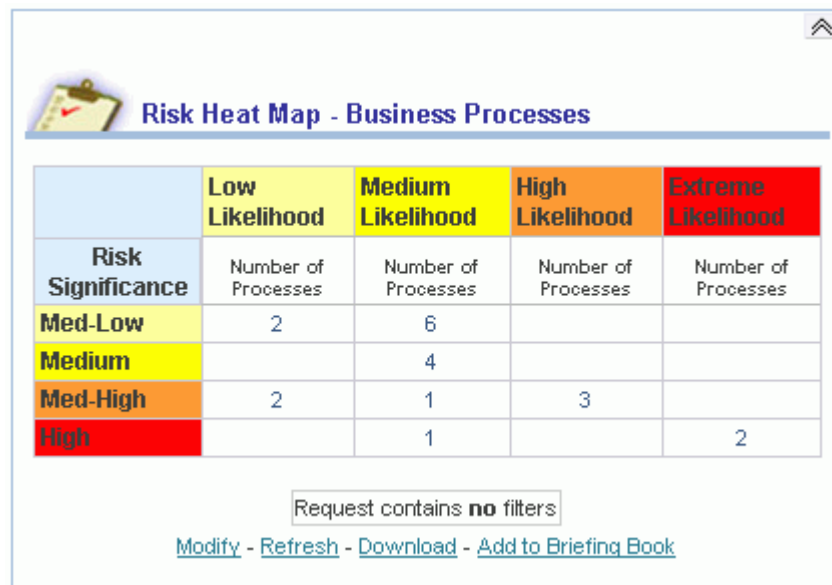 Risk Heat Map - Business Processes
Low Likelihood Medium Likelihood High Likelihood Extreme Likelihood
Risk Significance Number of Processes Number of Processes Number of Processes Number of Processes
Med-Low 2 6
Medium 4
Med-High 2 1 3
High 1 2
Request contains no filters
Modify - Refresh - Download - Add to Briefing Book